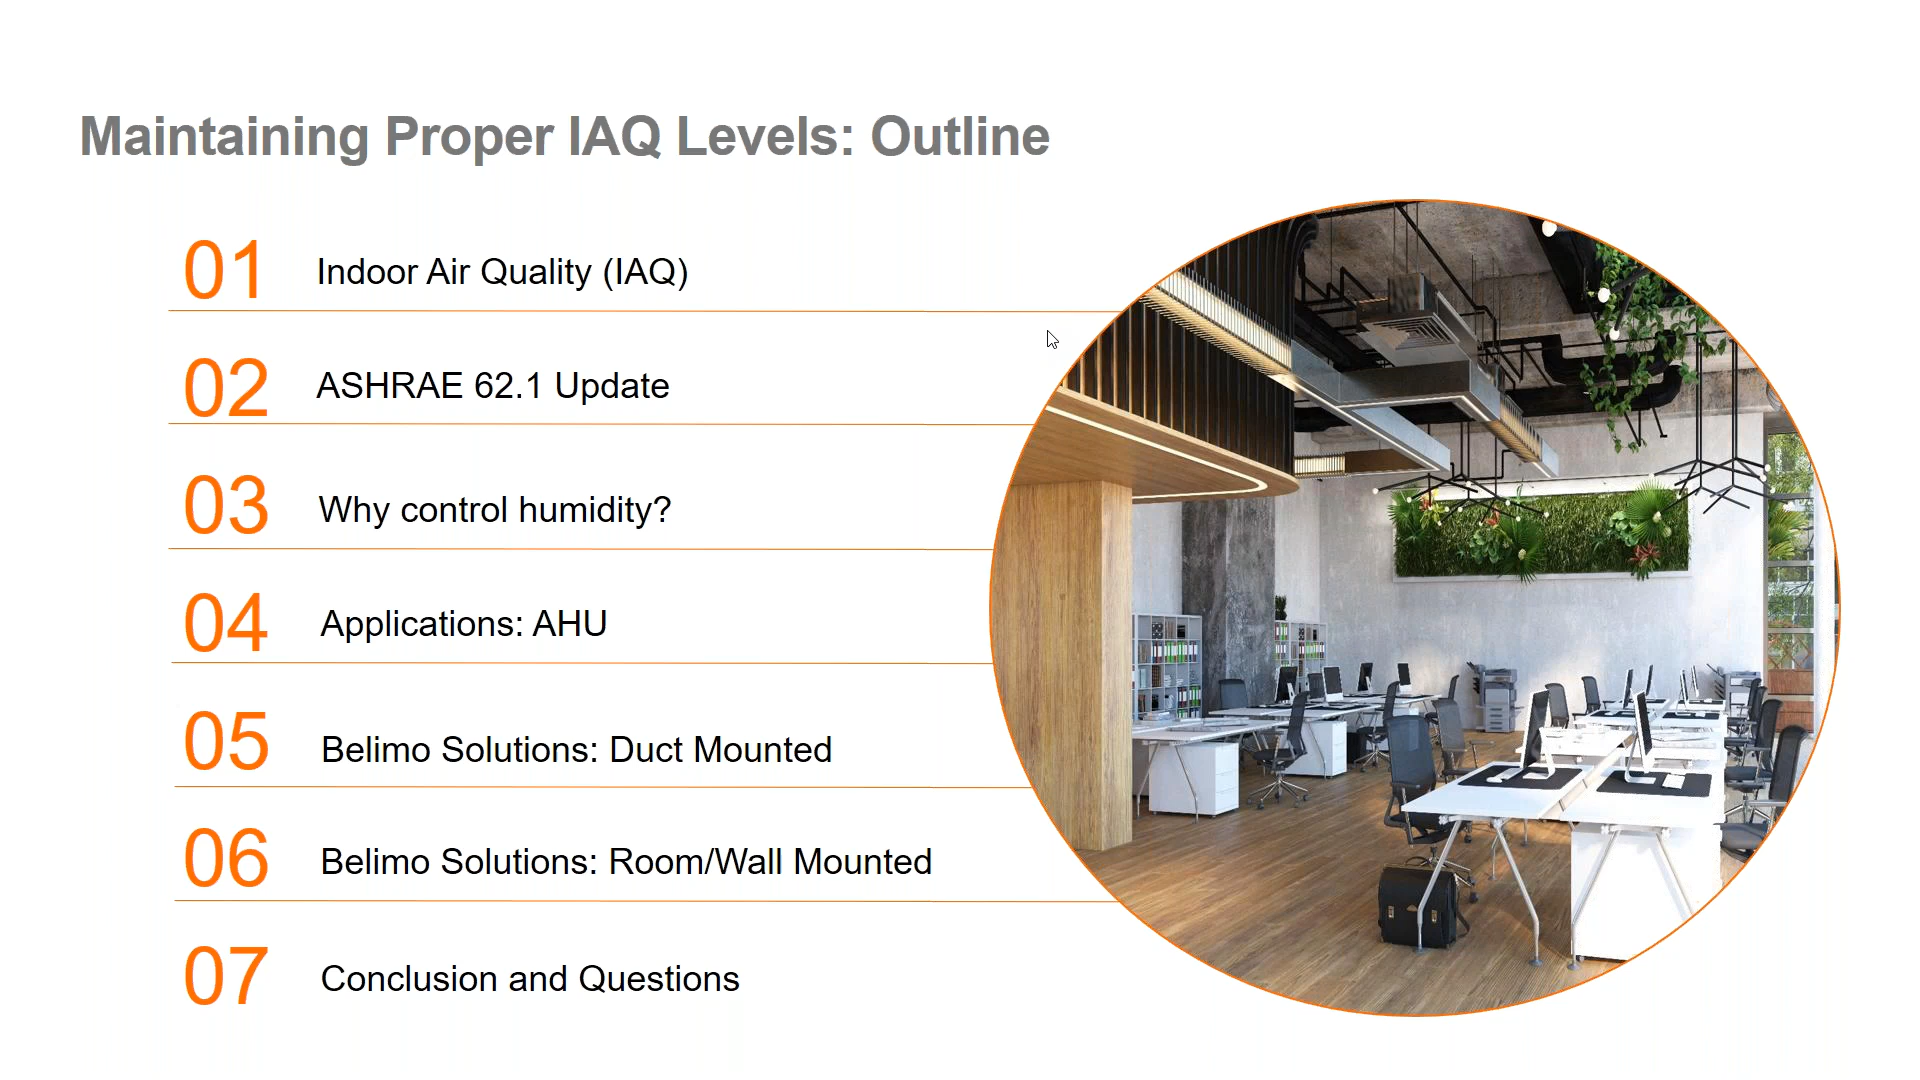 Maintaining Proper IAQ Levels: Outline
01 Indoor Air Quality (IAQ)
02 ASHRAE 62.1 Update
03 Why control humidity?
04 Applications: AHU
05 Belimo Solutions: Duct Mounted
06 Belimo Solutions: Room/Wall Mounted
07 Conclusion and Questions